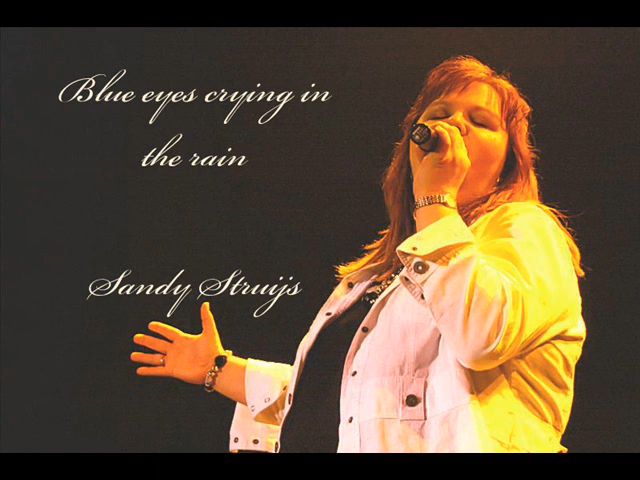 Blue eyes crying in
the rain
Sandy Struijs